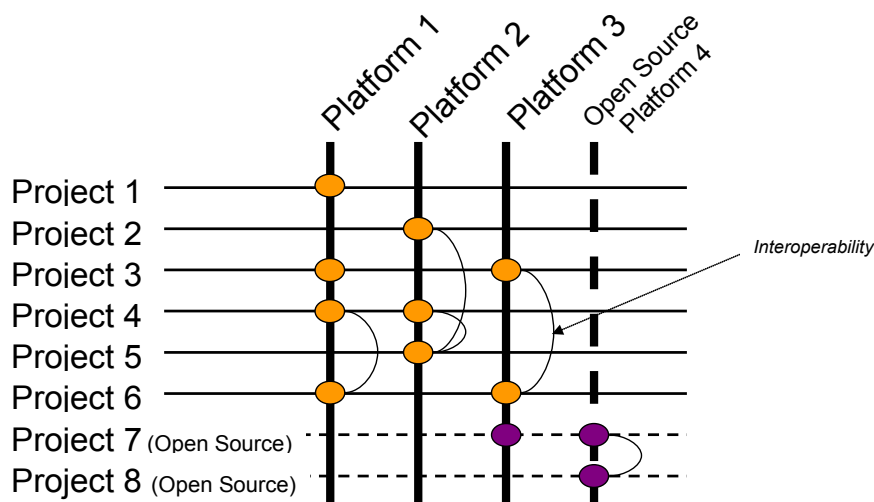 Platform 1
Platform 2
Platform 3
Open Source
Platform 4
Project 1
Project 2
Interoperability
Project 3
Project 4
Project 5
Project 6
Project 7 (Open Source)
Project 8 (Open Source)